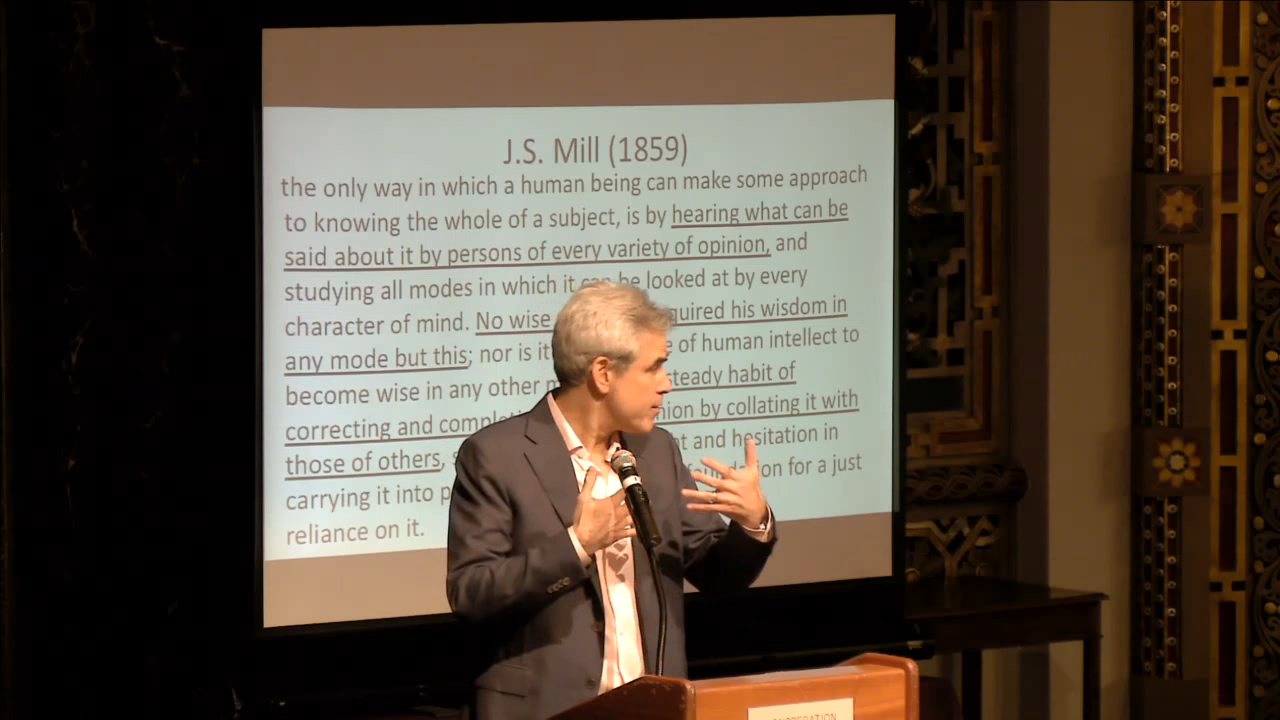 J.S. Mill (1859)
the only way in which a human being can make some approach
to knowing the whole of a subject, is by hearing what can be
said about it by persons of every variety of opinion, and
studying all modes in which it can be looked at by every
character of mind. No wise quired his wisdom in
any mode but this; nor is it e of human intellect to
become wise in any other steady habit of
correcting and completi nion by collating it with
those of others, and hesitation in
carrying it into for a just
reliance on it.